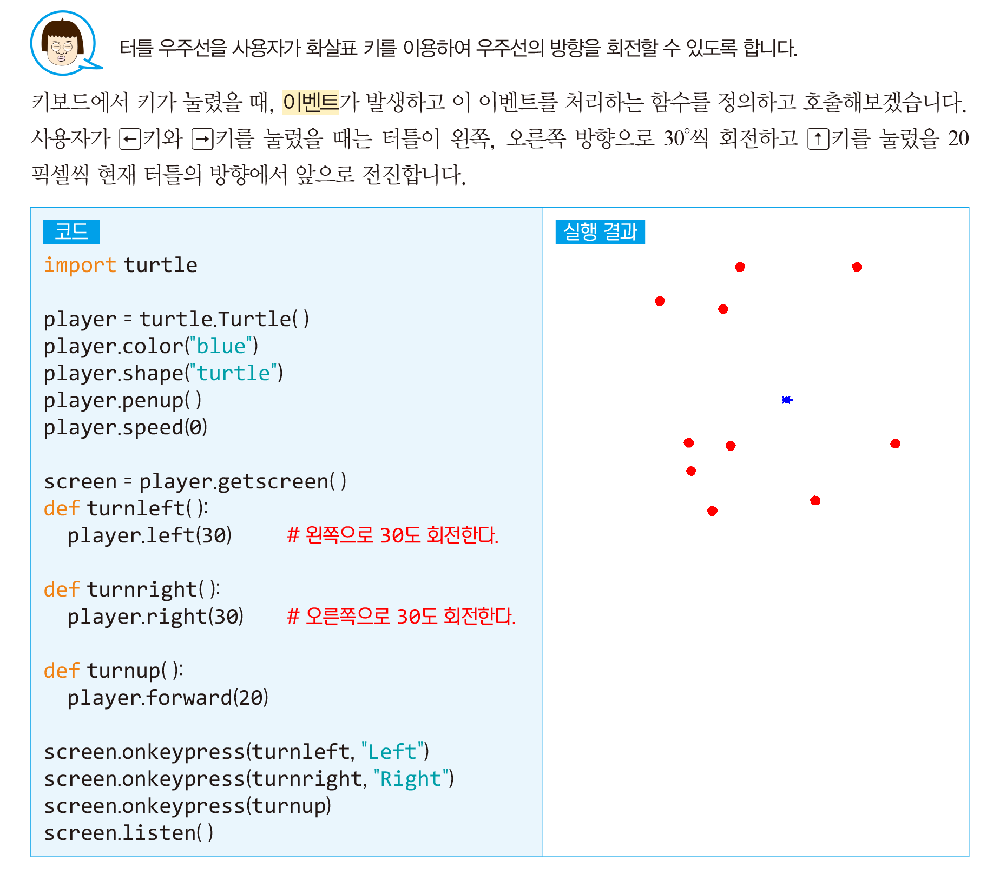 터틀 우주선을 사용자가 화살표 키를 이용하여 우주선의 방향을 회전할 수 있도록 합니다.
키보드에서 키가 눌렸을 때, 이벤트가 발생하고 이 이벤트를 처리하는 함수를 정의하고 호출해보겠습니다.
사용자가 ←키와 →키를 눌렀을 때는 터틀이 왼쪽, 오른쪽 방향으로 30°씩 회전하고 ↑키를 눌렀을 20
픽셀씩 현재 터틀의 방향에서 앞으로 전진합니다.
코드
import turtle
player = turtle.Turtle( )
player.color("blue")
player.shape("turtle")
player.penup( )
player.speed(0)
screen = player.getscreen( )
def turnleft( ):
player.left(30) # 왼쪽으로 30도 회전한다.
def turnright( ):
player.right(30) # 오른쪽으로 30도 회전한다.
def turnup( ):
player.forward(20)
screen.onkeypress(turnleft, "Left")
screen.onkeypress(turnright, "Right")
screen.onkeypress(turnup)
screen.listen( )
실행 결과